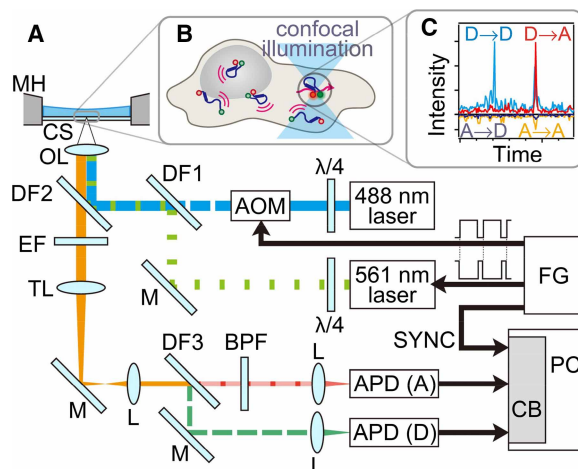 A
B
C
confocal
illumination
D→D
D→A
Intensity
A→D
A→A
Time
MH
CS
OL
DF1
λ/4
DF2
AOM
488 nm
laser
EF
FG
TL
M
561 nm
laser
λ/4
SYNC
DF3
BPF
L
PC
APD (A)
M
L
CB
APD (D)
M
L